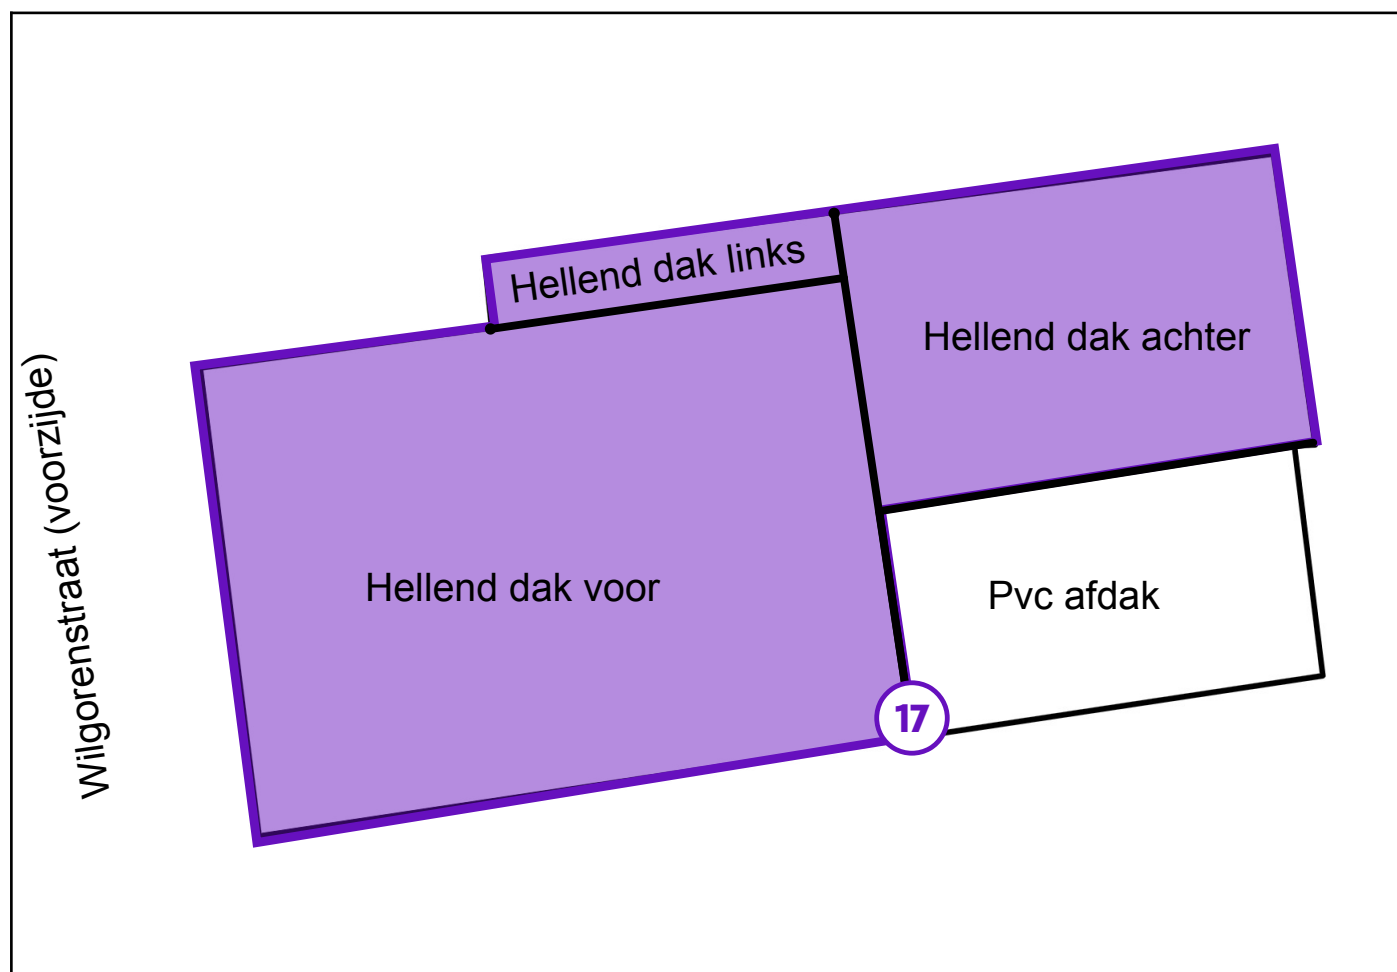 Hellend dak links
Hellend dak achter
Wilgorenstraat (voorzijde)
Hellend dak voor
Pvc afdak
17